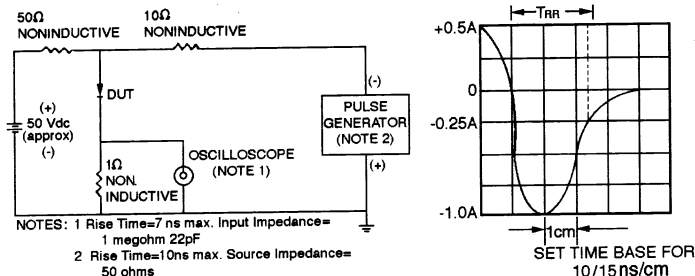 50Ω
NONINDUCTIVE
10Ω
NONINDUCTIVE
DUT
(+)
50 Vdc
(approx)
(-)
1Ω
NON.
INDUCTIVE
OSCILLOSCOPE
(NOTE 1)
(-)
PULSE
GENERATOR
(NOTE 2)
(+)
NOTES: 1 Rise Time=7 ns max. Input Impedance=
1 megohm 22pF
2 Rise Time=10ns max. Source Impedance=
50 ohms
TRR
+0.5A
0
-0.25A
-1.0A
1cm
SET TIME BASE FOR
10/15 ns/cm